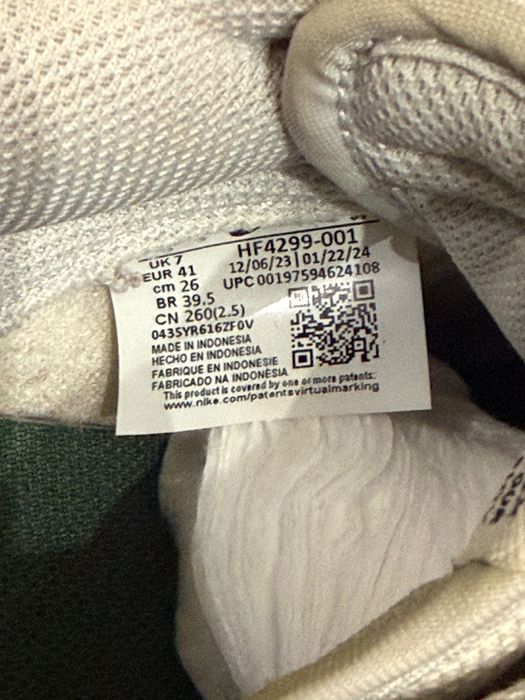 UK 7
EUR 41
cm 26
BR 39.5
CN 260(2.5)
HF4299-001
12/06/23|01/22/24
UPC 00197594624108
0435YR616ZF0V
MADE IN INDONESIA
HECHO EN INDONESIA
FABRIQUE EN INDONESIE
FABRICADO NA INDONÉSIA
This product is covered by one or more patents:
www.nike.com/patentsvirtualmarking